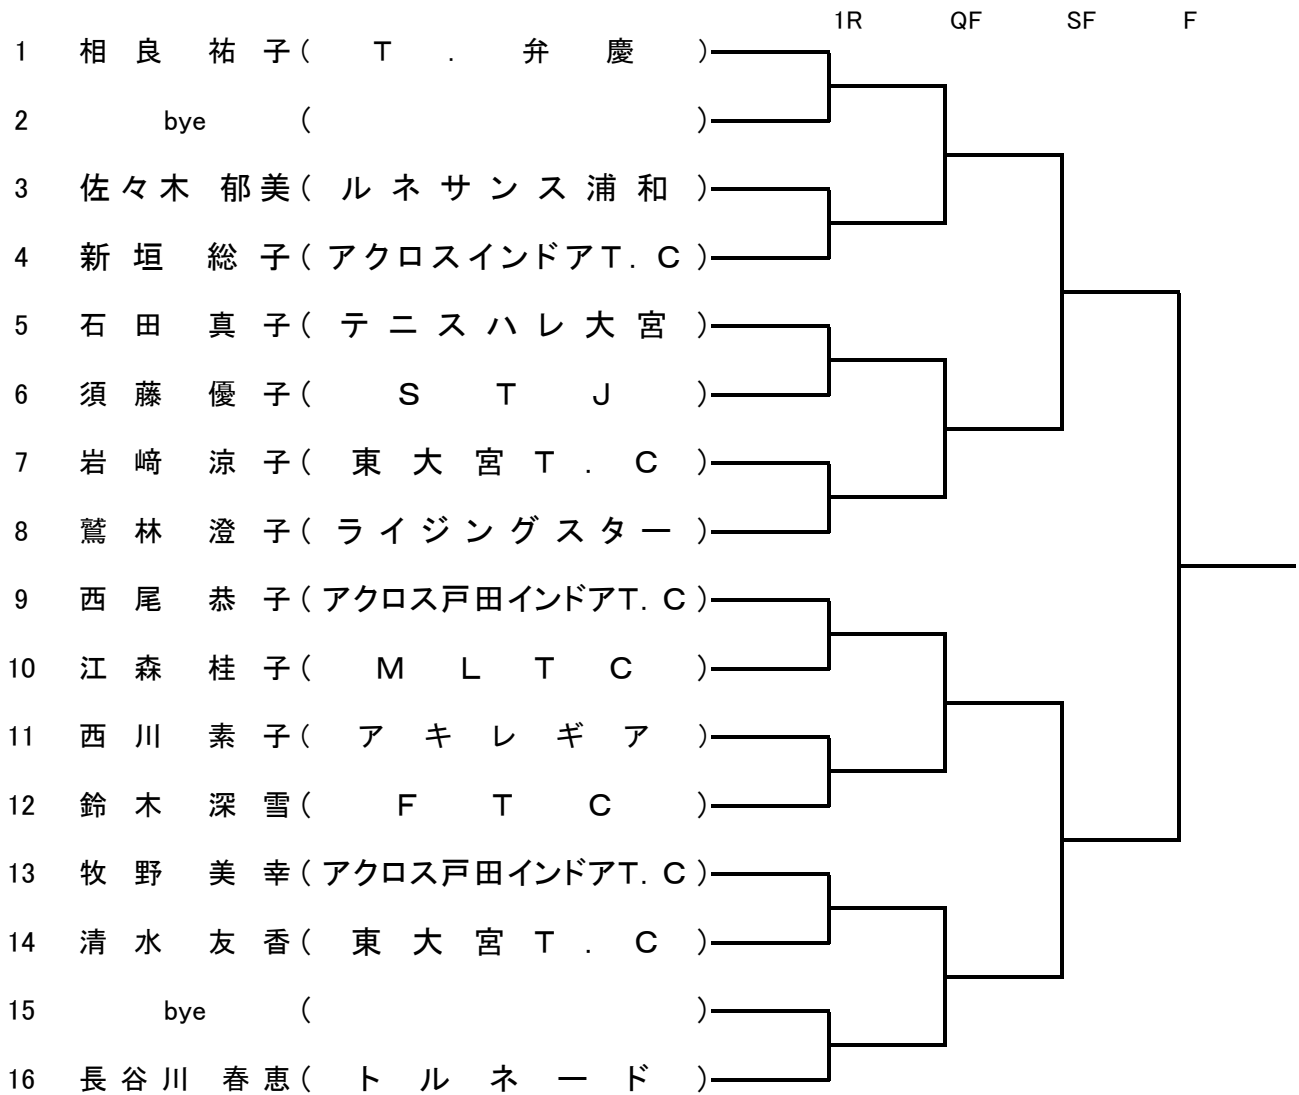 1R QF SF F
1 相良 祐子(T.弁慶)
2 bye ( )
3 佐々木 郁美(ルネサンス浦和)
4 新垣 総子(アクロスインドアT.C)
5 石田 真子(テニスハレ大宮)
6 須藤 優子(STJ)
7 岩﨑 涼子(東大宮T.C)
8 鷲林 澄子(ライジングスター)
9 西尾 恭子(アクロス戸田インドアT.C)
10 江森 桂子(MLTC)
11 西川 素子(アキレギア)
12 鈴木 深雪(FTC)
13 牧野 美幸(アクロス戸田インドアT.C)
14 清水 友香(東大宮T.C)
15 bye ( )
16 長谷川 春恵(トルネード)